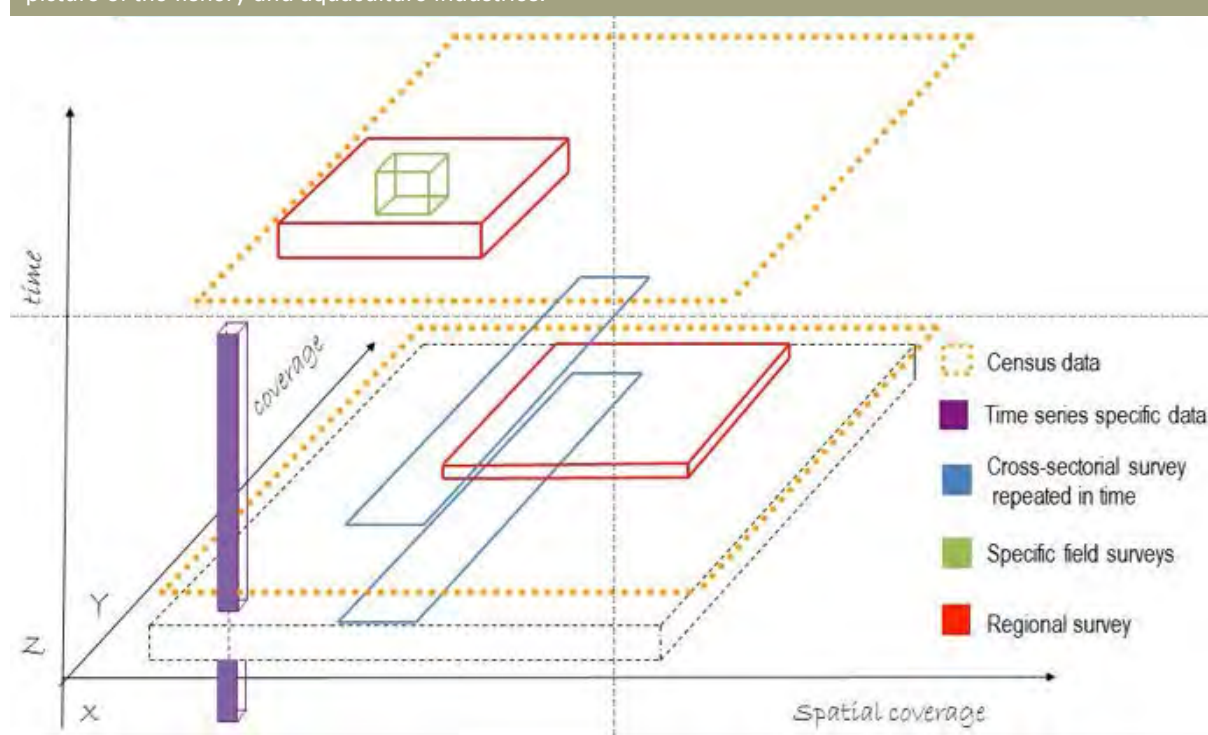 picture of the fishery and aquaculture industries.
time
coverage
Y
Z
X
Spatial coverage
Census data
Time series specific data
Cross-sectorial survey
repeated in time
Specific field surveys
Regional survey